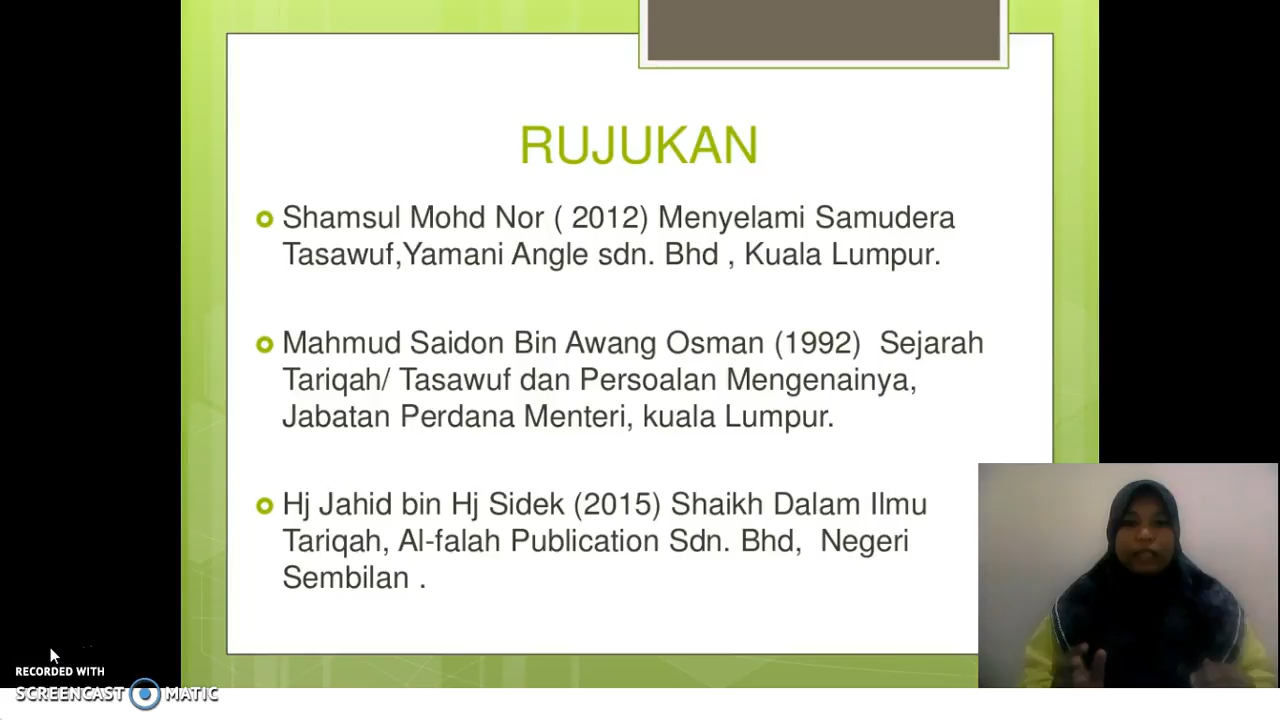 RUJUKAN
Shamsul Mohd Nor ( 2012) Menyelami Samudera
Tasawuf,Yamani Angle sdn. Bhd , Kuala Lumpur.
Mahmud Saidon Bin Awang Osman (1992)  Sejarah
Tariqah/ Tasawuf dan Persoalan Mengenainya,
Jabatan Perdana Menteri, kuala Lumpur.
Hj Jahid bin Hj Sidek (2015) Shaikh Dalam Ilmu
Tariqah, Al-falah Publication Sdn. Bhd,  Negeri
Sembilan .
RECORDED WITH
SCREENCAST MATIC